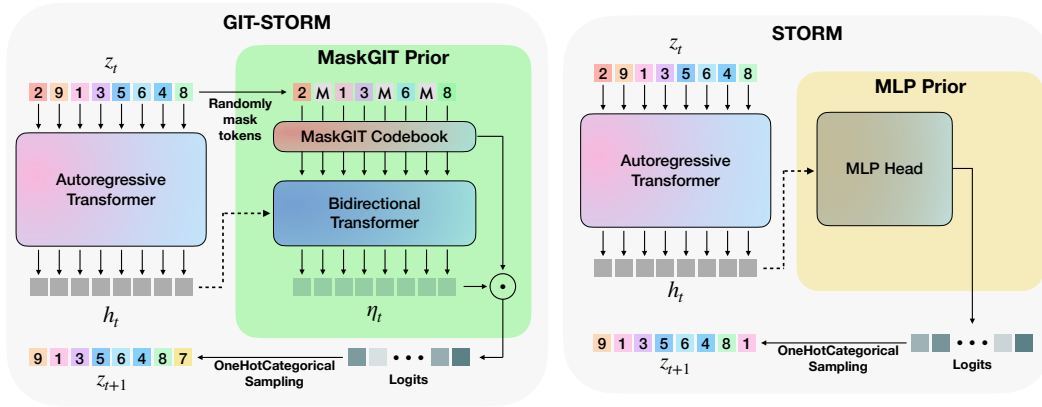 GIT-STORM
MaskGIT Prior
z_t
2 9 1 3 5 6 4 8
Randomly
mask
tokens
2 M 1 3 M 6 M 8
MaskGIT Codebook
Autoregressive
Transformer
Bidirectional
Transformer
h_t
η_t
9 1 3 5 6 4 8 7
z_{t+1}
OneHotCategorical
Sampling
Logits
STORM
MLP Prior
z_t
2 9 1 3 5 6 4 8
Autoregressive
Transformer
MLP Head
h_t
9 1 3 5 6 4 8 1
z_{t+1}
OneHotCategorical
Sampling
Logits